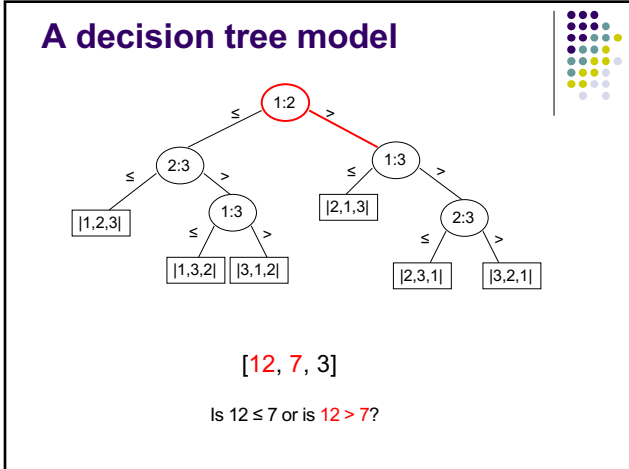 A decision tree model
1:2
≤ >
2:3 1:3
≤ > ≤ >
|1,2,3| 1:3 |2,1,3| 2:3
≤ > ≤ >
|1,3,2| |3,1,2| |2,3,1| |3,2,1|
[12, 7, 3]
Is 12 ≤ 7 or is 12 > 7?